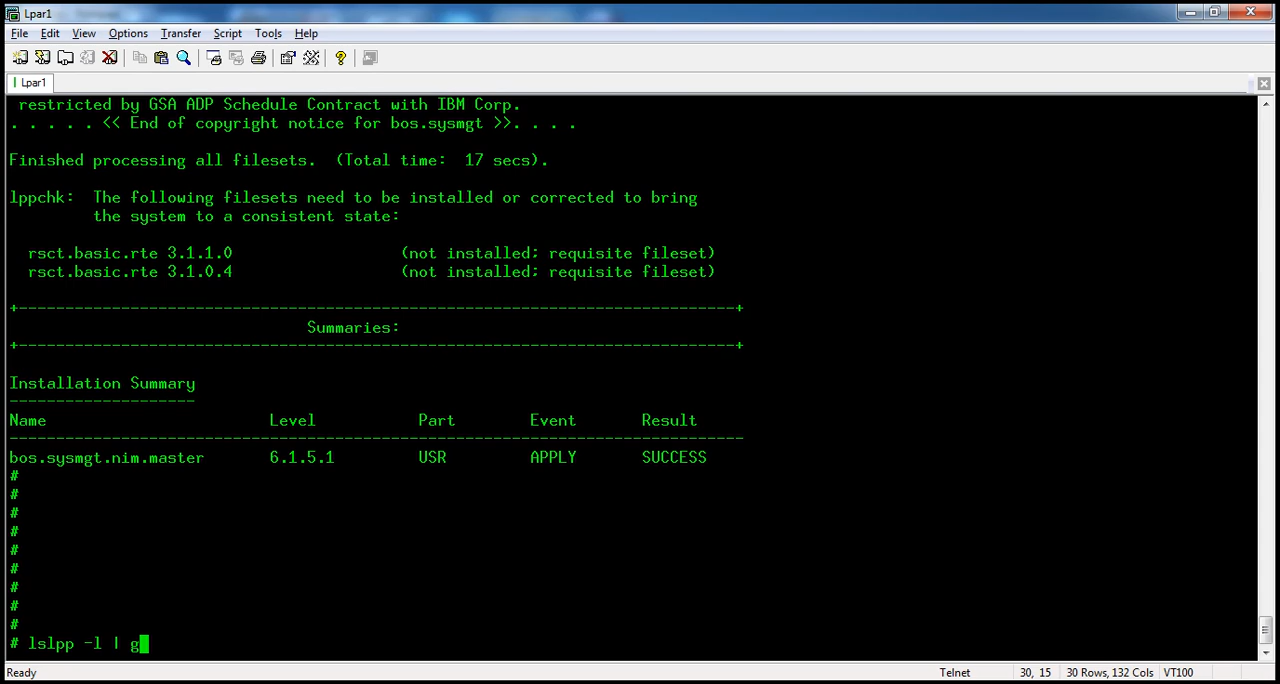 Lpar1
File Edit View Options Transfer Script Tools Help
Lpar1
restricted by GSA ADP Schedule Contract with IBM Corp.
. . . . . << End of copyright notice for bos.sysmgt >>. . . .
Finished processing all filesets.  (Total time:  17 secs).
lppchk:  The following filesets need to be installed or corrected to bring
the system to a consistent state:
rsct.basic.rte 3.1.1.0 (not installed; requisite fileset)
rsct.basic.rte 3.1.0.4 (not installed; requisite fileset)
+------------------------------------------------------------------------------+
Summaries:
+------------------------------------------------------------------------------+
Installation Summary
--------------------
Name Level Part Event Result
-------------------------------------------------------------------------------
bos.sysmgt.nim.master 6.1.5.1 USR APPLY SUCCESS
#
#
#
#
#
#
#
#
#
# lslpp -l | g
Ready Telnet 30, 15 30 Rows, 132 Cols VT100